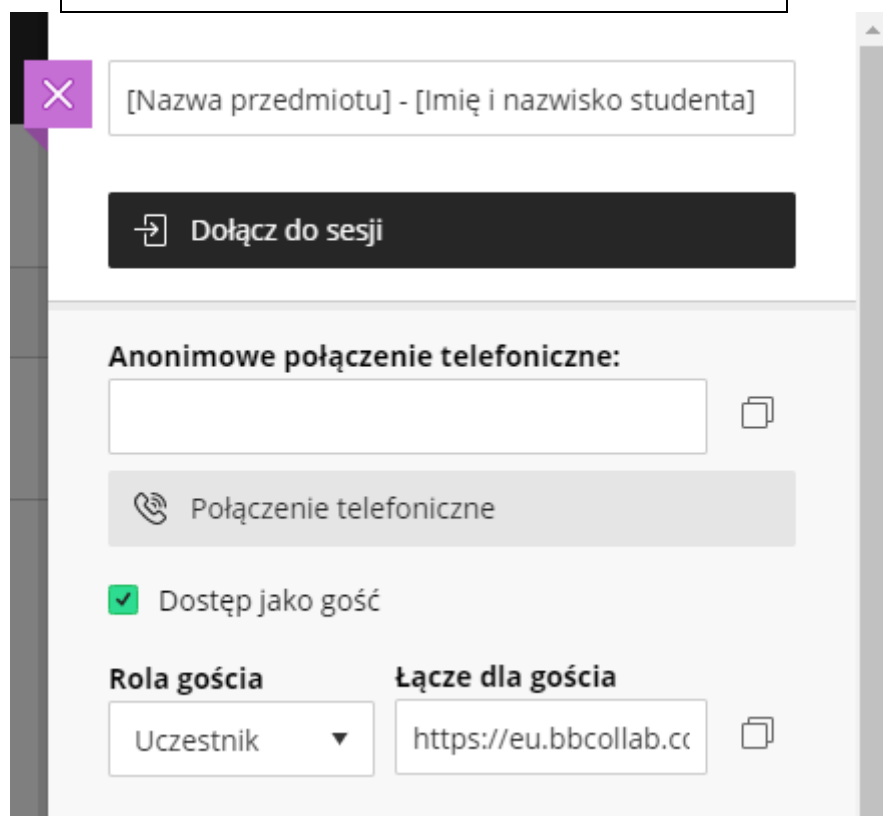 [Nazwa przedmiotu] - [Imię i nazwisko studenta]
Dołącz do sesji
Anonimowe połączenie telefoniczne:
Połączenie telefoniczne
Dostęp jako gość
Rola gościa Łącze dla gościa
Uczestnik https://eu.bbcollab.cc